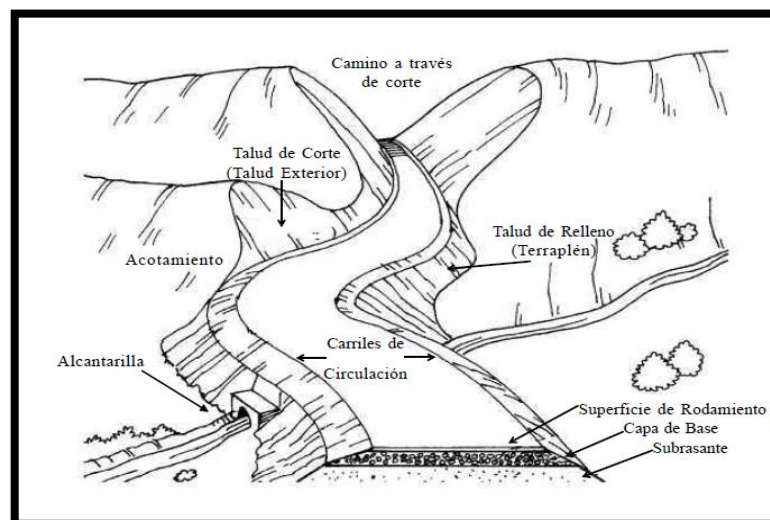 Camino a través
de corte
Talud de Corte
(Talud Exterior)
Talud de Relleno
(Terraplén)
Acotamiento
Carriles de
Circulación
Alcantarilla
Superficie de Rodamiento
Capa de Base
Subrasante